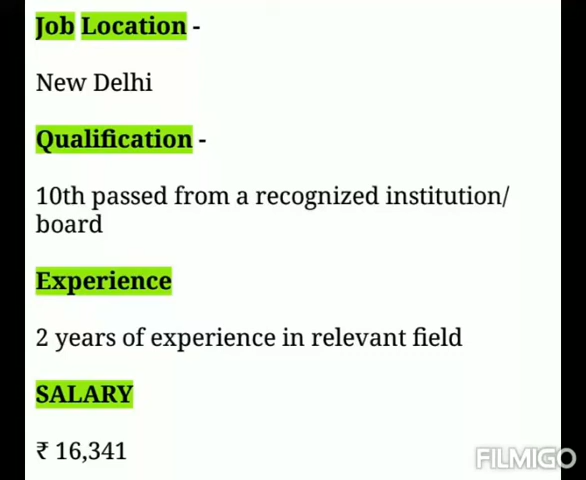 Job Location -
New Delhi
Qualification -
10th passed from a recognized institution/
board
Experience
2 years of experience in relevant field
SALARY
₹ 16,341
FILMIGO